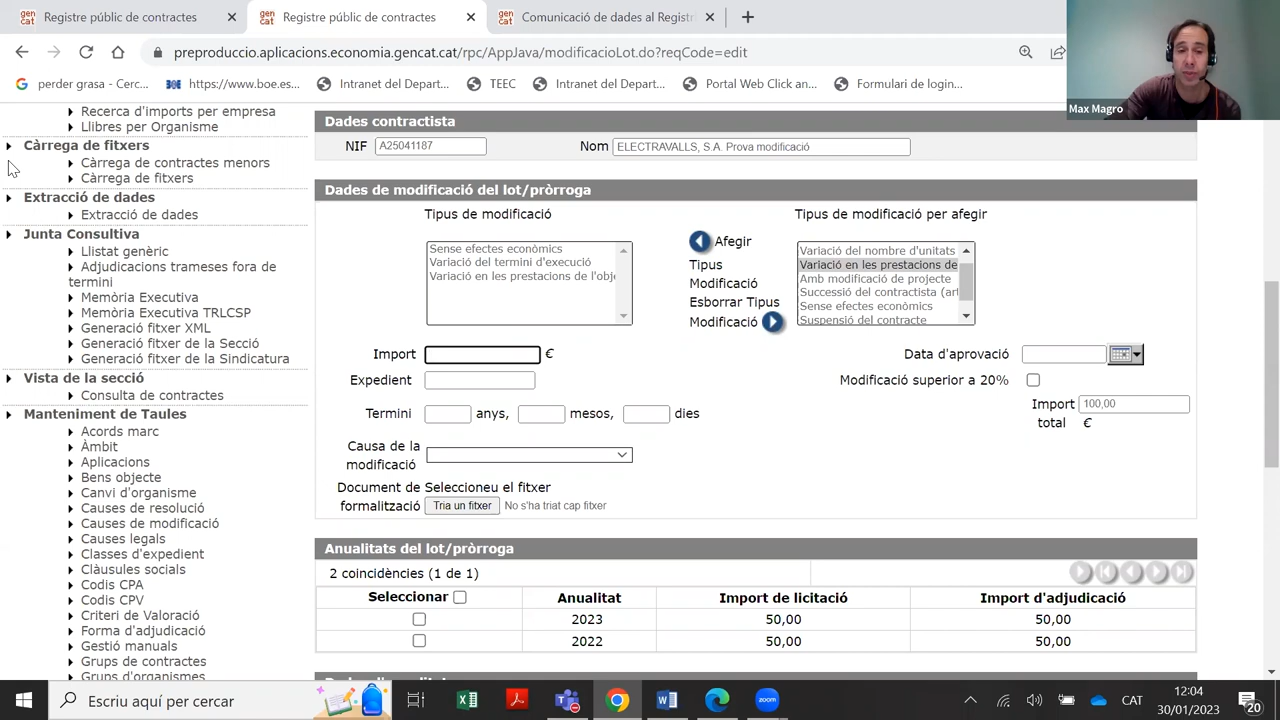 Registre públic de contractes
Registre públic de contractes
Comunicació de dades al Registr
preproduccio.aplicacions.economia.gencat.cat/rpc/AppJava/modificacioLot.do?reqCode=edit
perder grasa - Cerc...
https://www.boe.es...
Intranet del Depart...
TEEC
Intranet del Depart...
Portal Web Click an...
Formulari de login...
Max Magro
Recerca d'imports per empresa
Llibres per Organisme
Càrrega de fitxers
Càrrega de contractes menors
Càrrega de fitxers
Extracció de dades
Extracció de dades
Junta Consultiva
Llistat genèric
Adjudicacions trameses fora de
termini
Memòria Executiva
Memòria Executiva TRLCSP
Generació fitxer XML
Generació fitxer de la Secció
Generació fitxer de la Sindicatura
Vista de la secció
Consulta de contractes
Manteniment de Taules
Acords marc
Àmbit
Aplicacions
Bens objecte
Canvi d'organisme
Causes de resolució
Causes de modificació
Causes legals
Classes d'expedient
Clàusules socials
Codis CPA
Codis CPV
Criteri de Valoració
Forma d'adjudicació
Gestió manuals
Grups de contractes
Grups d'organismes
Dades contractista
NIF A25041187 Nom ELECTRAVALLS, S.A. Prova modificació
Dades de modificació del lot/pròrroga
Tipus de modificació
Tipus de modificació per afegir
Sense efectes econòmics
Variació del termini d'execució
Variació en les prestacions de l'obje
Afegir
Tipus
Modificació
Esborrar Tipus
Modificació
Variació del nombre d'unitats
Variació en les prestacions de
Amb modificació de projecte
Successió del contractista (art
Sense efectes econòmics
Suspensió del contracte
Import €
Data d'aprovació
Expedient
Modificació superior a 20%
Termini anys, mesos, dies
Import 100,00
total €
Causa de la
modificació
Document de Seleccioneu el fitxer
formalització Tria un fitxer No s'ha triat cap fitxer
Anualitats del lot/pròrroga
2 coincidències (1 de 1)
Seleccionar Anualitat Import de licitació Import d'adjudicació
2023 50,00 50,00
2022 50,00 50,00
Escriu aquí per cercar
zoom
CAT
12:04
30/01/2023
20